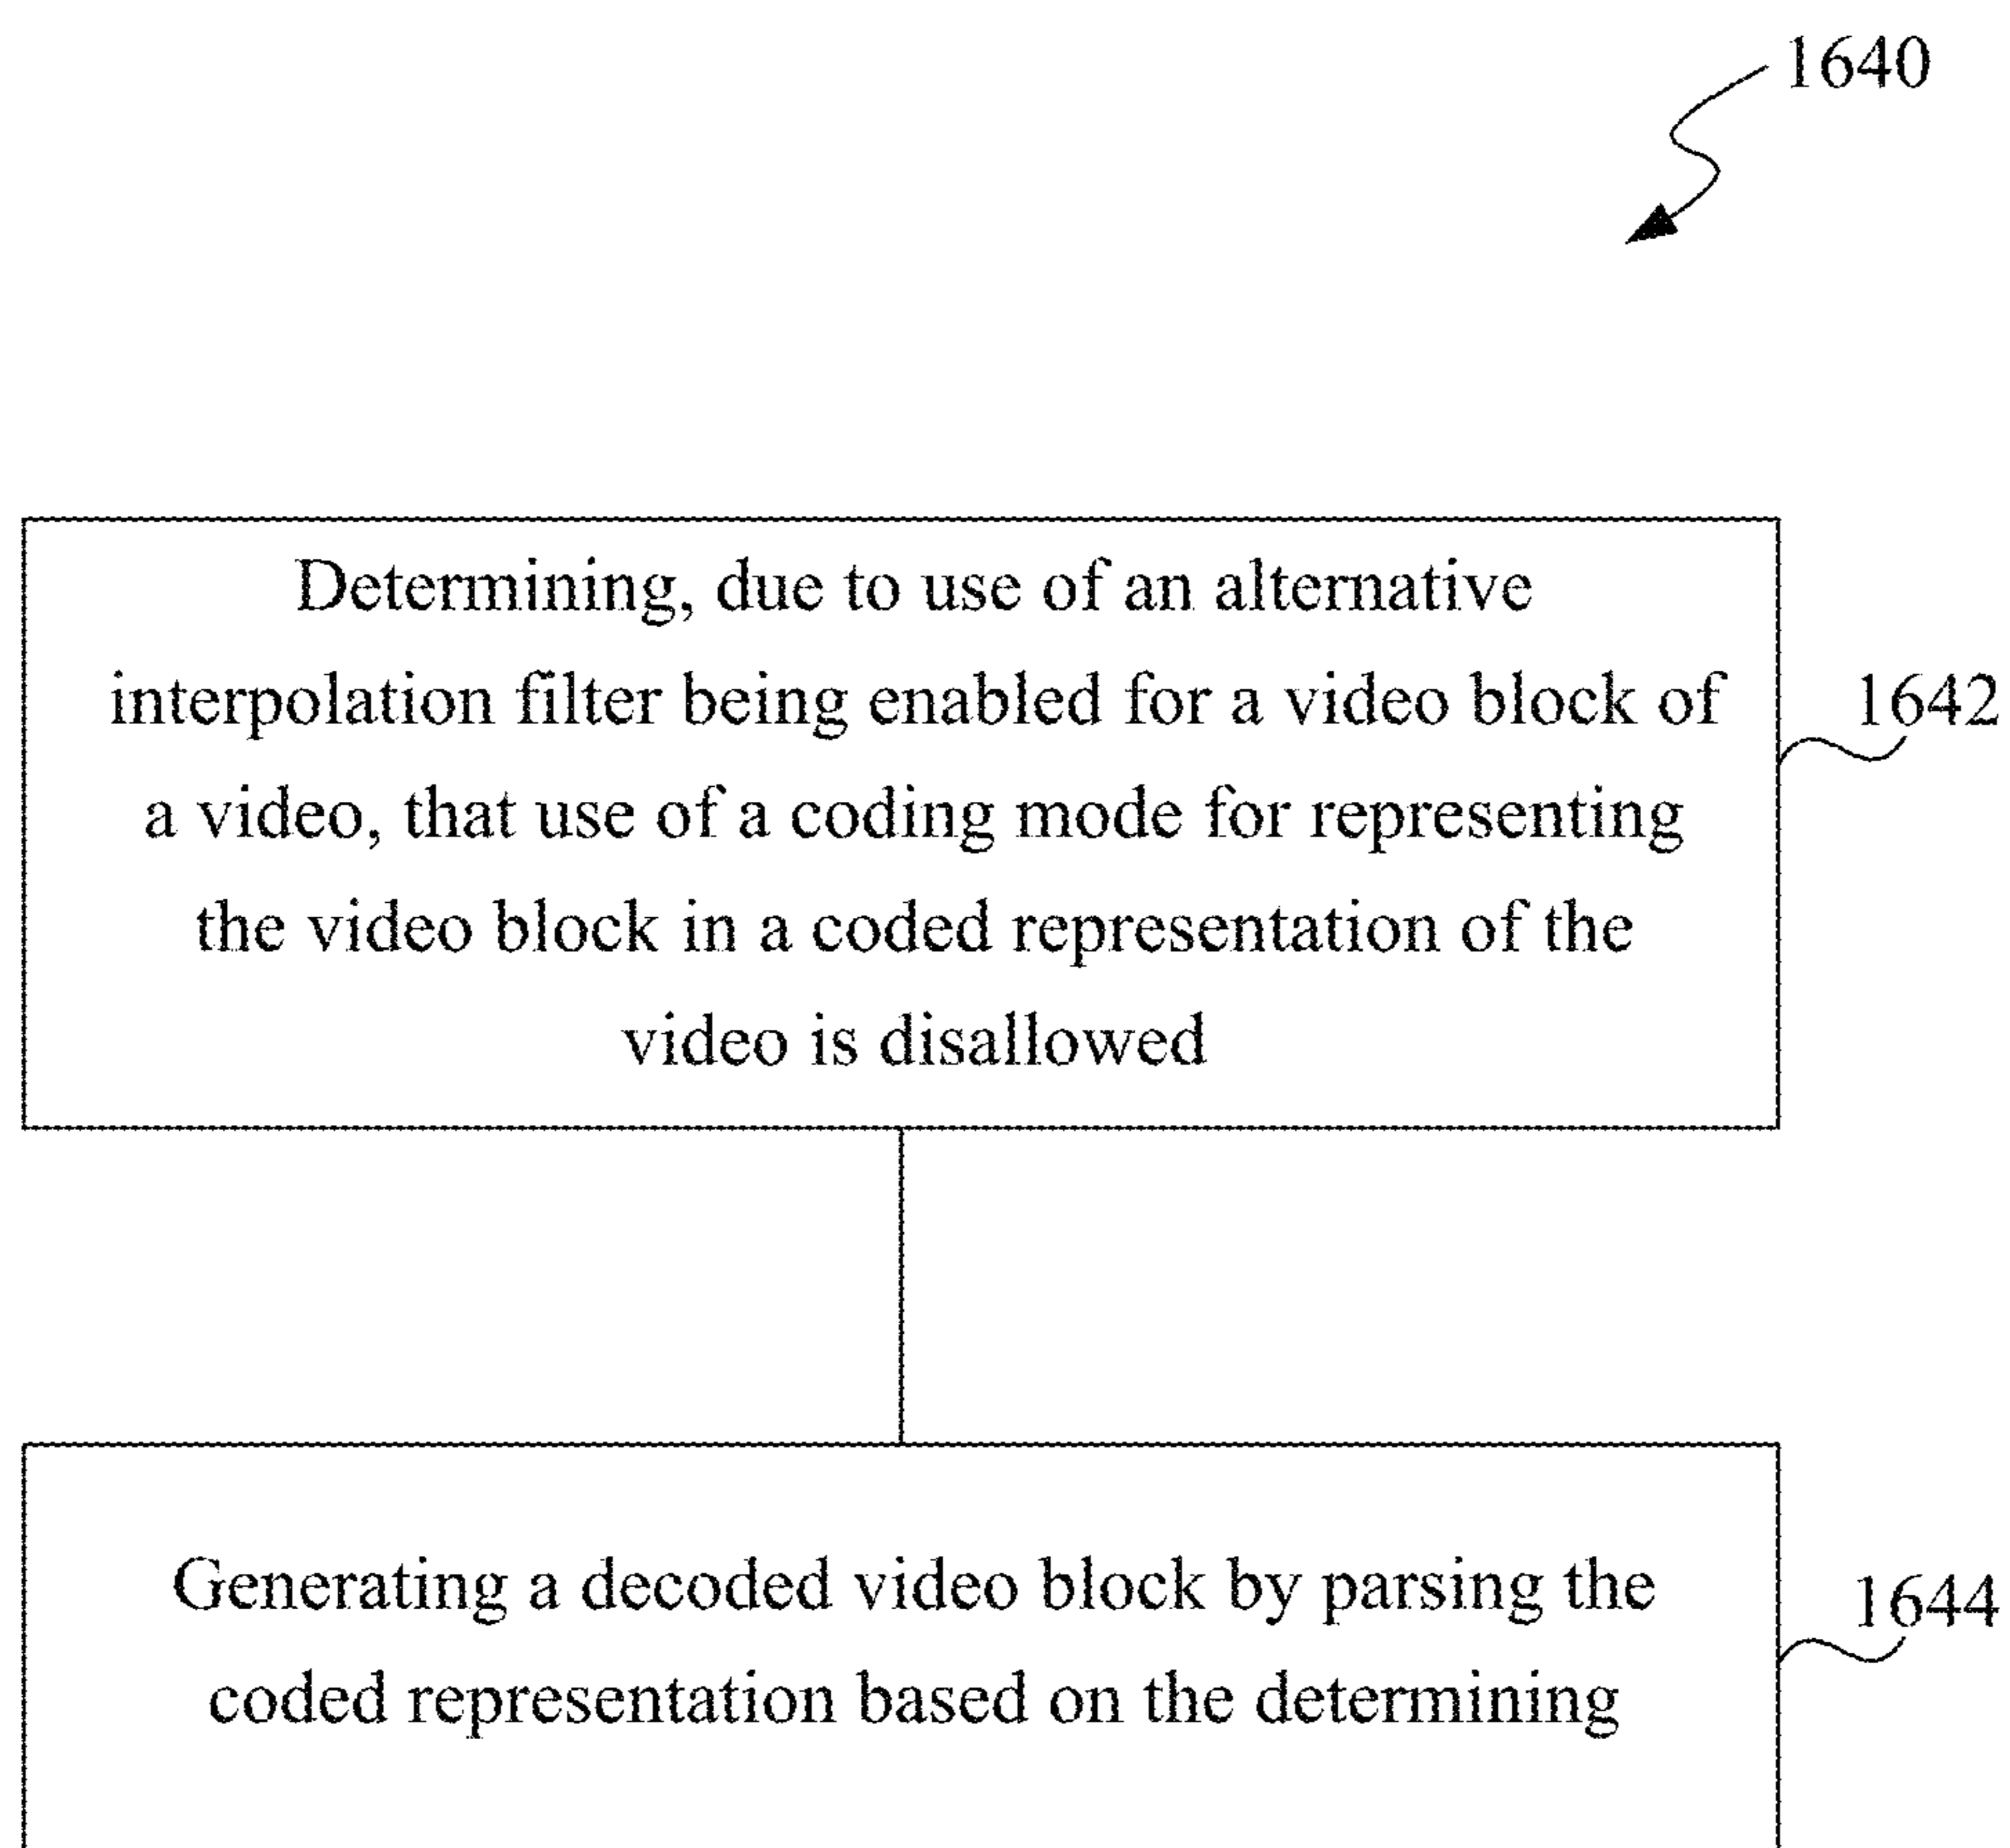 1640
Determining, due to use of an alternative
interpolation filter being enabled for a video block of
a video, that use of a coding mode for representing
the video block in a coded representation of the
video is disallowed
1642
Generating a decoded video block by parsing the
coded representation based on the determining
1644